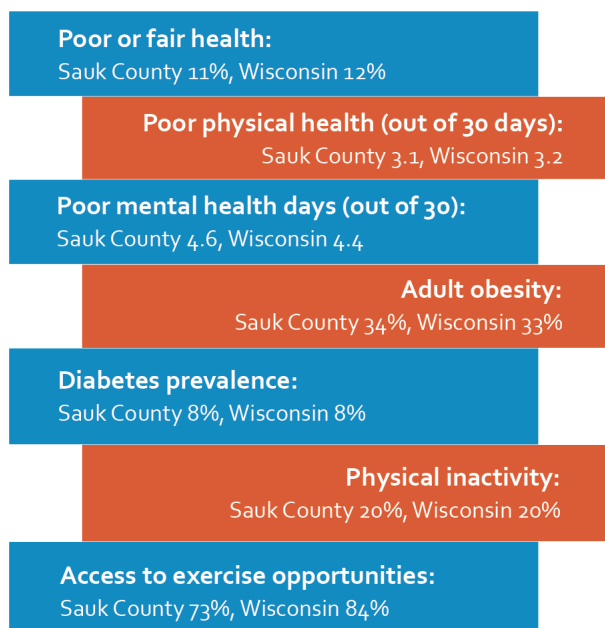 Poor or fair health:
Sauk County 11%, Wisconsin 12%
Poor physical health (out of 30 days):
Sauk County 3.1, Wisconsin 3.2
Poor mental health days (out of 30):
Sauk County 4.6, Wisconsin 4.4
Adult obesity:
Sauk County 34%, Wisconsin 33%
Diabetes prevalence:
Sauk County 8%, Wisconsin 8%
Physical inactivity:
Sauk County 20%, Wisconsin 20%
Access to exercise opportunities:
Sauk County 73%, Wisconsin 84%